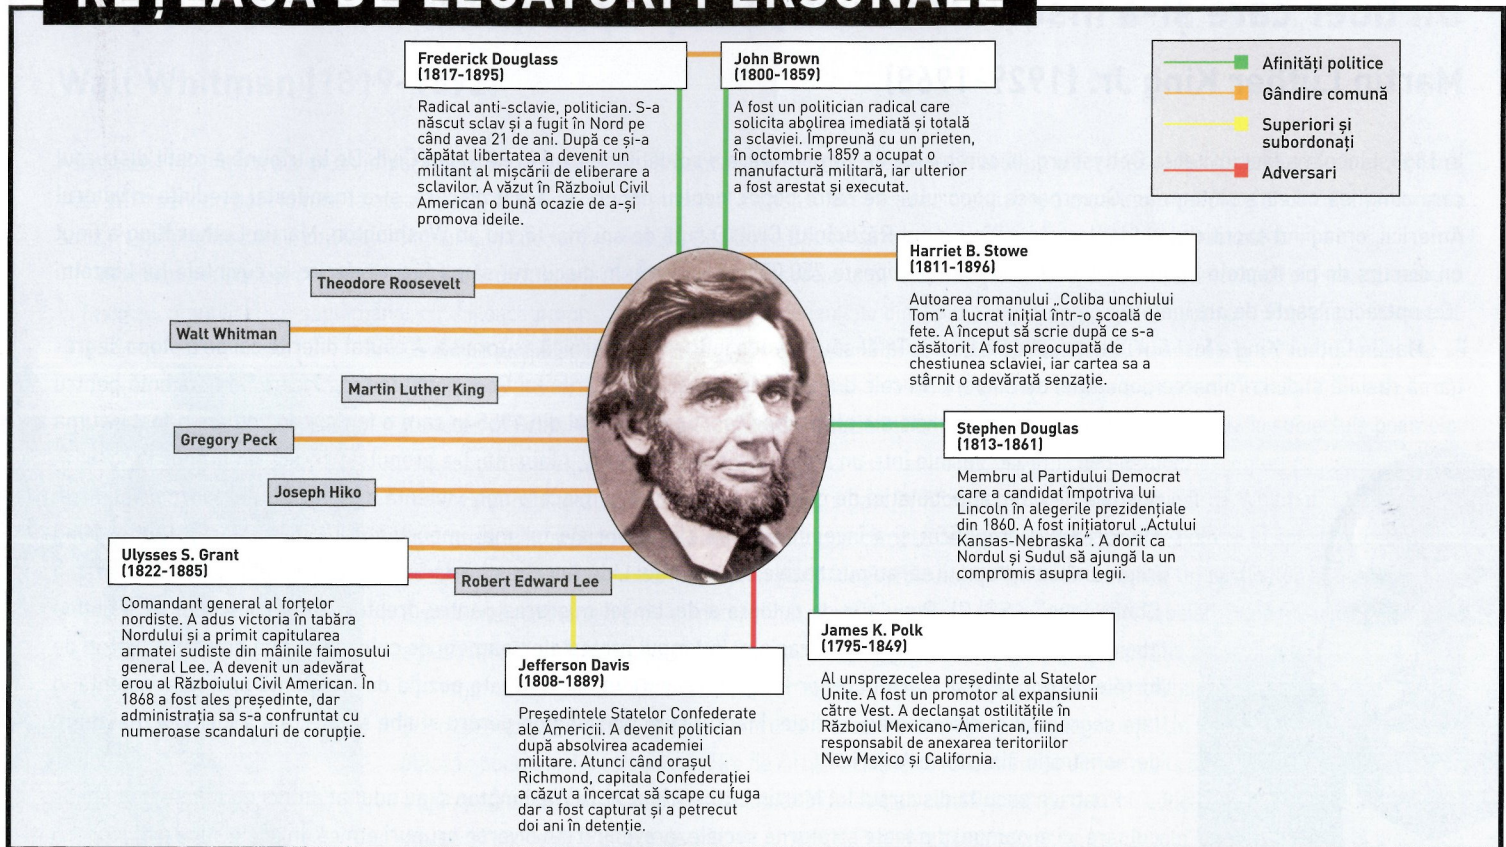 REȚEAUA DE LEGĂTURI PERSONALE
Frederick Douglass
(1817-1895)
Radical anti-sclavie, politician. S-a
născut sclav și a fugit în Nord pe
când avea 21 de ani. După ce și-a
căpătat libertatea a devenit un
militant al mișcării de eliberare a
sclavilor. A văzut în Războiul Civil
American o bună ocazie de a-și
promova ideile.
John Brown
(1800-1859)
A fost un politician radical care
solicita abolirea imediată și totală
a sclaviei. Împreună cu un prieten,
în octombrie 1859 a ocupat o
manufactură militară, iar ulterior
a fost arestat și executat.
Afinități politice
Gândire comună
Superiori și
subordonați
Adversari
Harriet B. Stowe
(1811-1896)
Autoarea romanului „Coliba unchiului
Tom” a lucrat inițial într-o școală de
fete. A început să scrie după ce s-a
căsătorit. A fost preocupată de
chestiunea sclaviei, iar cartea sa a
stârnit o adevărată senzație.
Theodore Roosevelt
Walt Whitman
Martin Luther King
Gregory Peck
Joseph Hiko
Stephen Douglas
(1813-1861)
Membru al Partidului Democrat
care a candidat împotriva lui
Lincoln în alegerile prezidențiale
din 1860. A fost inițiatorul „Actului
Kansas-Nebraska”. A dorit ca
Nordul și Sudul să ajungă la un
compromis asupra legii.
Ulysses S. Grant
(1822-1885)
Comandant general al forțelor
nordiste. A adus victoria în tabăra
Nordului și a primit capitularea
armatei sudiste din mâinile faimosului
general Lee. A devenit un adevărat
erou al Războiului Civil American. În
1868 a fost ales președinte, dar
administrația sa s-a confruntat cu
numeroase scandaluri de corupție.
Robert Edward Lee
Jefferson Davis
(1808-1889)
Președintele Statelor Confederate
ale Americii. A devenit politician
după absolvirea academiei
militare. Atunci când orașul
Richmond, capitala Confederației
a căzut a încercat să scape cu fuga
dar a fost capturat și a petrecut
doi ani în detenție.
James K. Polk
(1795-1849)
Al unsprezecelea președinte al Statelor
Unite. A fost un promotor al expansiunii
către Vest. A declanșat ostilitățile în
Războiul Mexicano-American, fiind
responsabil de anexarea teritoriilor
New Mexico și California.